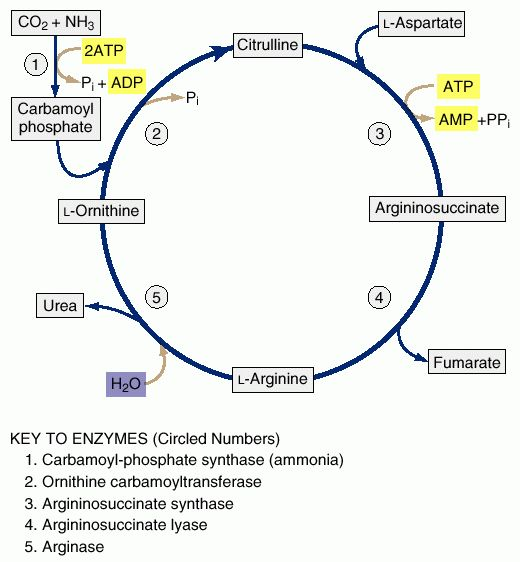 CO2 + NH3
2ATP
1
Pi + ADP
Carbamoyl
phosphate
Citrulline
L-Aspartate
Pi
2
3
ATP
AMP +PPi
L-Ornithine
Argininosuccinate
Urea
5
4
H2O
L-Arginine
Fumarate
KEY TO ENZYMES (Circled Numbers)
1. Carbamoyl-phosphate synthase (ammonia)
2. Ornithine carbamoyltransferase
3. Argininosuccinate synthase
4. Argininosuccinate lyase
5. Arginase